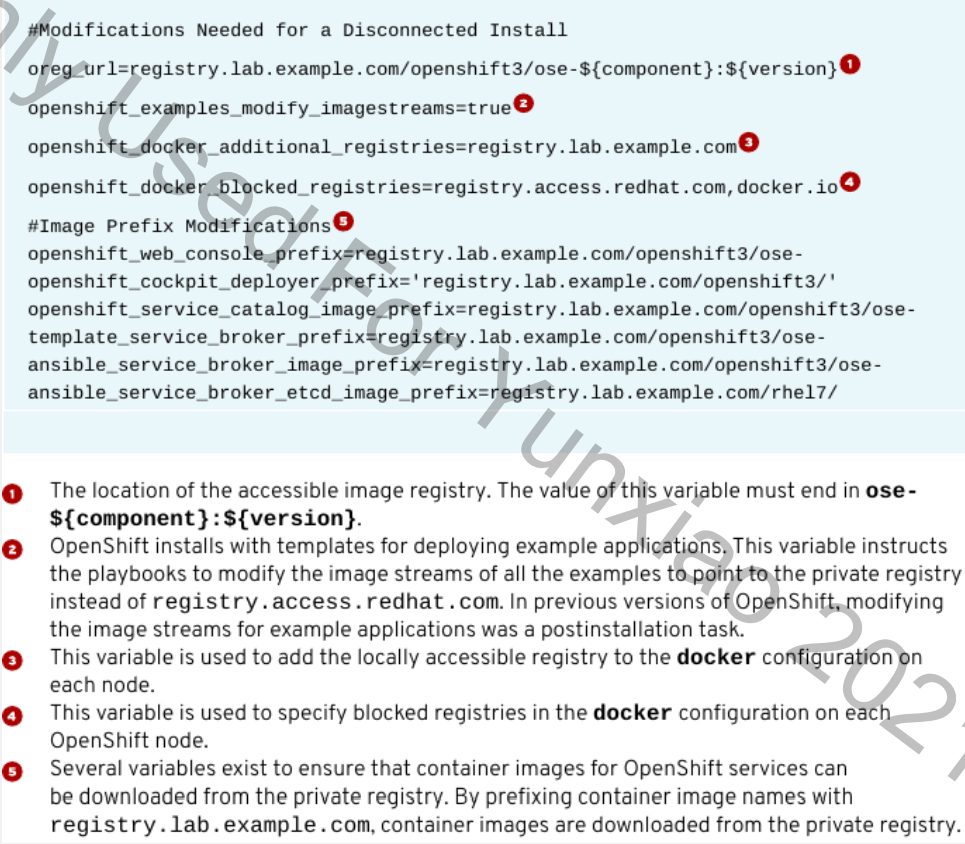 #Modifications Needed for a Disconnected Install
oreg_url=registry.lab.example.com/openshift3/ose-${component}:${version}1
openshift_examples_modify_imagestreams=true2
openshift_docker_additional_registries=registry.lab.example.com3
openshift_docker_blocked_registries=registry.access.redhat.com,docker.io4
#Image Prefix Modifications5
openshift_web_console_prefix=registry.lab.example.com/openshift3/ose-
openshift_cockpit_deployer_prefix='registry.lab.example.com/openshift3/'
openshift_service_catalog_image_prefix=registry.lab.example.com/openshift3/ose-
template_service_broker_prefix=registry.lab.example.com/openshift3/ose-
ansible_service_broker_image_prefix=registry.lab.example.com/openshift3/ose-
ansible_service_broker_etcd_image_prefix=registry.lab.example.com/rhel7/
1 The location of the accessible image registry. The value of this variable must end in ose-
${component}:${version}.
2 OpenShift installs with templates for deploying example applications. This variable instructs
the playbooks to modify the image streams of all the examples to point to the private registry
instead of registry.access.redhat.com. In previous versions of OpenShift, modifying
the image streams for example applications was a postinstallation task.
3 This variable is used to add the locally accessible registry to the docker configuration on
each node.
4 This variable is used to specify blocked registries in the docker configuration on each
OpenShift node.
5 Several variables exist to ensure that container images for OpenShift services can
be downloaded from the private registry. By prefixing container image names with
registry.lab.example.com, container images are downloaded from the private registry.
Used For Yunxiao 2021